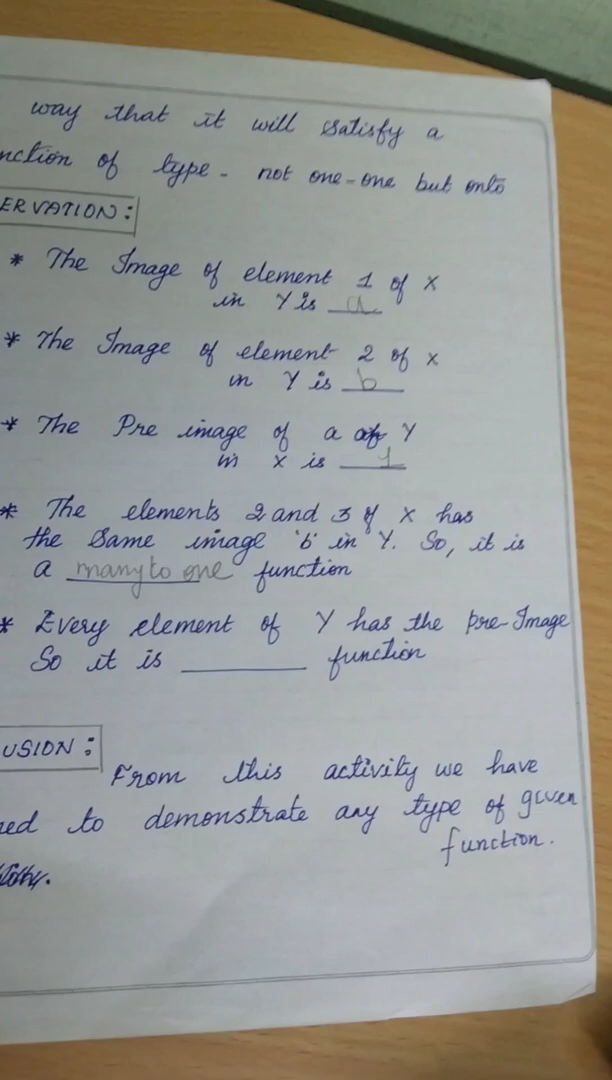 way that it will satisfy a
nction of type - not one-one but onto
ERVATION:
* The Image of element 1 of X
in Y is a
* The Image of element 2 of X
in Y is b
* The Pre image of a of Y
in X is 1
* The elements 2 and 3 of X has
the Same image 'b' in Y. So, it is
a many to one function
* Every element of Y has the pre-Image
So it is ________ function
USION:
From this activity we have
ned to demonstrate any type of given
function.